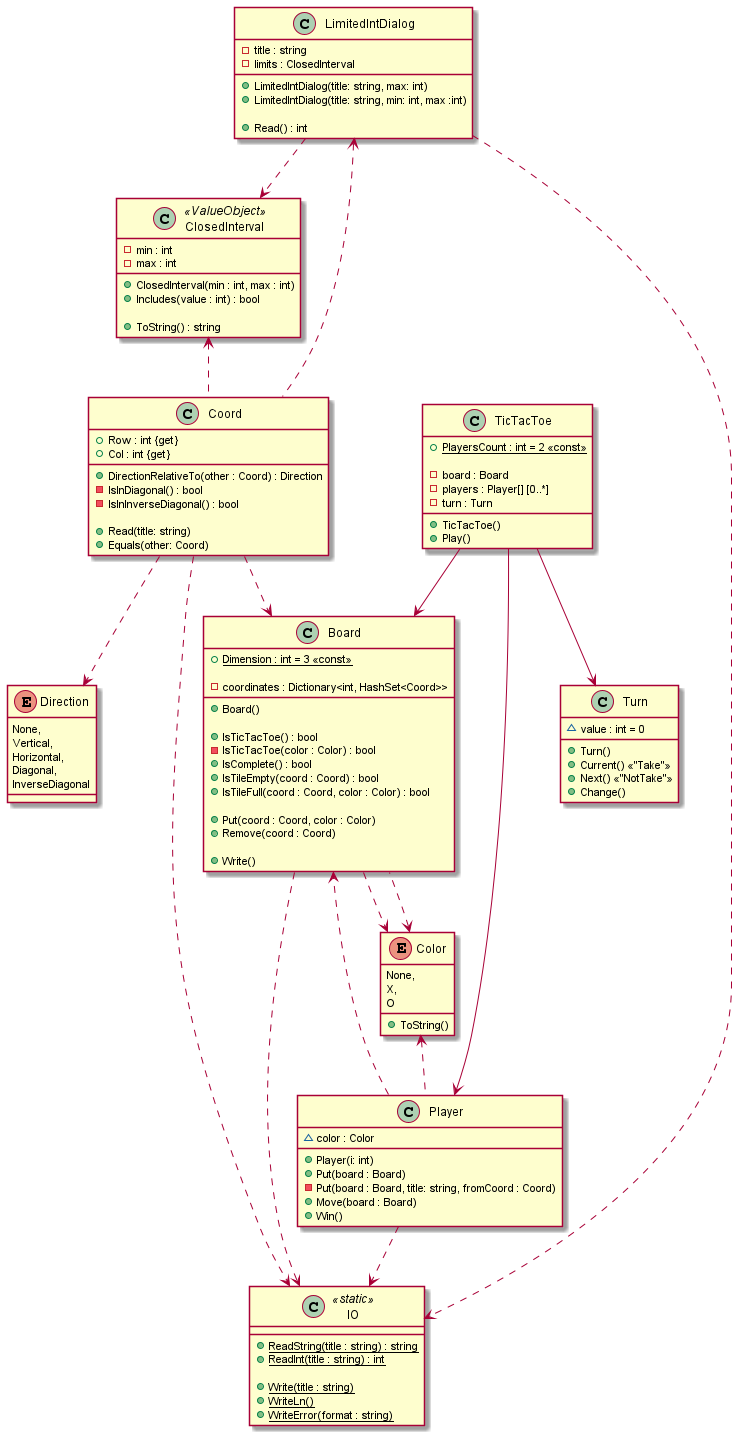 C LimitedIntDialog
title : string
limits : ClosedInterval
LimitedIntDialog(title: string, max: int)
LimitedIntDialog(title: string, min: int, max :int)
Read() : int
«ValueObject»
C ClosedInterval
min : int
max : int
ClosedInterval(min : int, max : int)
Includes(value : int) : bool
ToString() : string
C Coord
Row : int {get}
Col : int {get}
DirectionRelativeTo(other : Coord) : Direction
IsInDiagonal() : bool
IsInInverseDiagonal() : bool
Read(title: string)
Equals(other: Coord)
C TicTacToe
PlayersCount : int = 2 «const»
board : Board
players : Player[] [0..*]
turn : Turn
TicTacToe()
Play()
E Direction
None,
Vertical,
Horizontal,
Diagonal,
InverseDiagonal
C Board
Dimension : int = 3 «const»
coordinates : Dictionary<int, HashSet<Coord>>
Board()
IsTicTacToe() : bool
IsTicTacToe(color : Color) : bool
IsComplete() : bool
IsTileEmpty(coord : Coord) : bool
IsTileFull(coord : Coord, color : Color) : bool
Put(coord : Coord, color : Color)
Remove(coord : Coord)
Write()
C Turn
value : int = 0
Turn()
Current() «"Take"»
Next() «"NotTake"»
Change()
E Color
None,
X,
O
ToString()
C Player
color : Color
Player(i: int)
Put(board : Board)
Put(board : Board, title: string, fromCoord : Coord)
Move(board : Board)
Win()
«static»
C IO
ReadString(title : string) : string
ReadInt(title : string) : int
Write(title : string)
WriteLn()
WriteError(format : string)